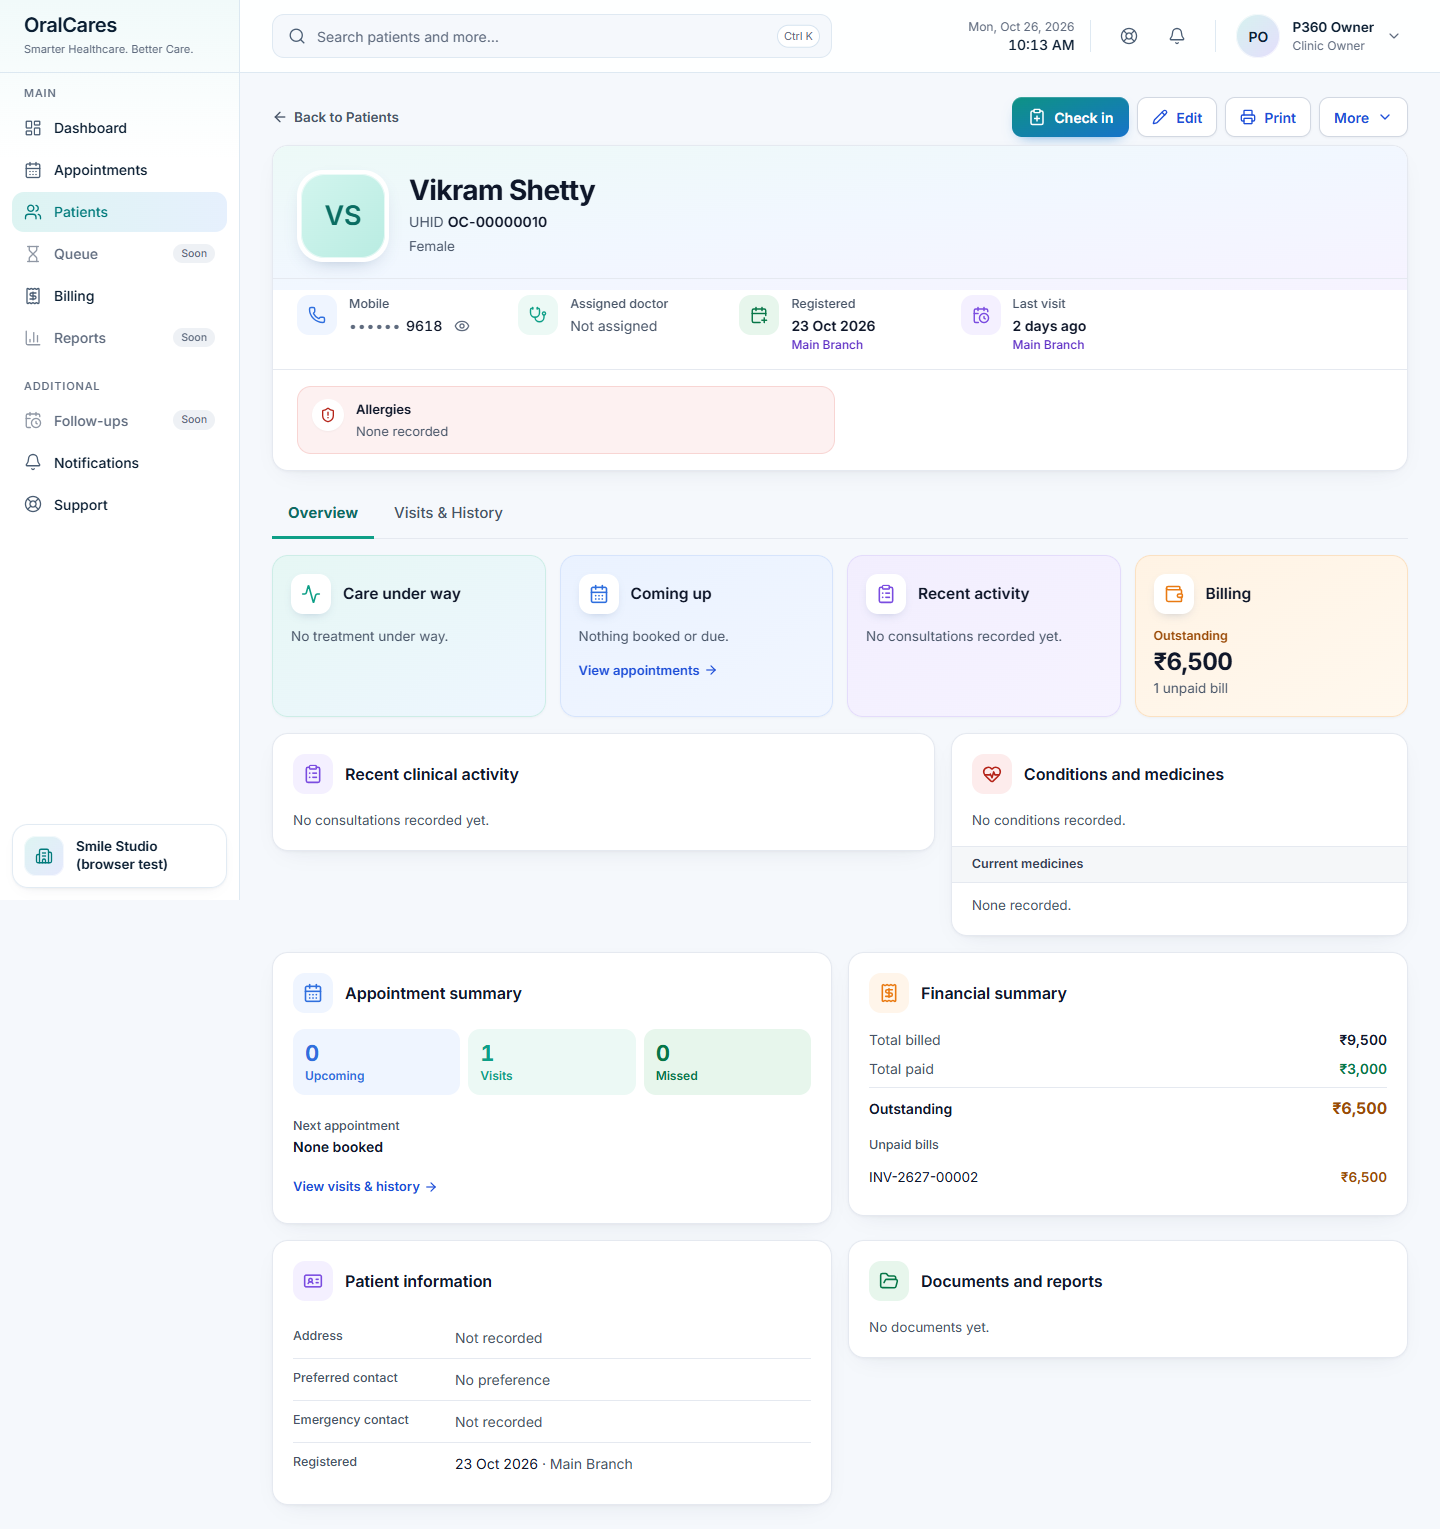 OralCares
Smarter Healthcare. Better Care.
Search patients and more...
Ctrl K
Mon, Oct 26, 2026
10:13 AM
PO
P360 Owner
Clinic Owner
MAIN
Dashboard
Appointments
Patients
Queue
Soon
Billing
Reports
Soon
ADDITIONAL
Follow-ups
Soon
Notifications
Support
Smile Studio
(browser test)
Back to Patients
Check in
Edit
Print
More
VS
Vikram Shetty
UHID OC-00000010
Female
Mobile
•••••• 9618
Assigned doctor
Not assigned
Registered
23 Oct 2026
Main Branch
Last visit
2 days ago
Main Branch
Allergies
None recorded
Overview
Visits & History
Care under way
No treatment under way.
Coming up
Nothing booked or due.
View appointments →
Recent activity
No consultations recorded yet.
Billing
Outstanding
₹6,500
1 unpaid bill
Recent clinical activity
No consultations recorded yet.
Conditions and medicines
No conditions recorded.
Current medicines
None recorded.
Appointment summary
0
Upcoming
1
Visits
0
Missed
Next appointment
None booked
View visits & history →
Financial summary
Total billed ₹9,500
Total paid ₹3,000
Outstanding ₹6,500
Unpaid bills
INV-2627-00002 ₹6,500
Patient information
Address Not recorded
Preferred contact No preference
Emergency contact Not recorded
Registered 23 Oct 2026 · Main Branch
Documents and reports
No documents yet.